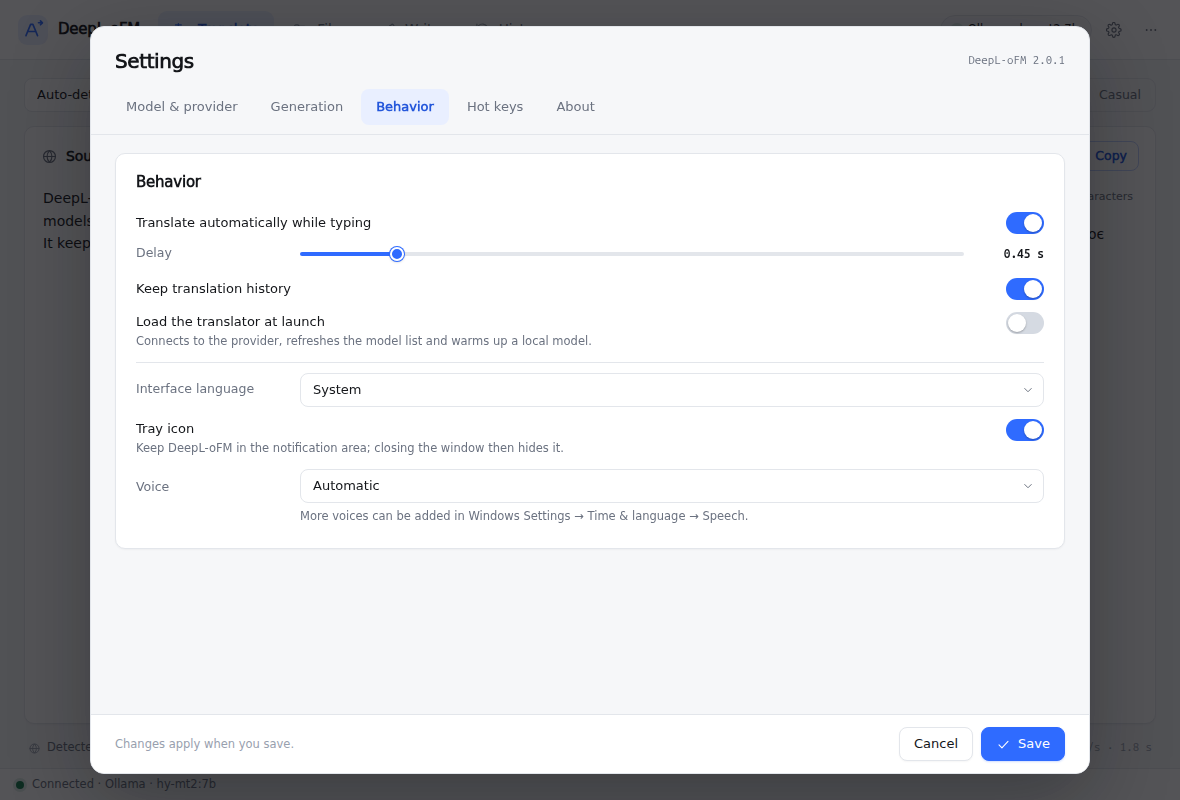 Settings
DeepL-oFM 2.0.1
Model & provider
Generation
Behavior
Hot keys
About
Behavior
Translate automatically while typing
Delay
0.45 s
Keep translation history
Load the translator at launch
Connects to the provider, refreshes the model list and warms up a local model.
Interface language
System
Tray icon
Keep DeepL-oFM in the notification area; closing the window then hides it.
Voice
Automatic
More voices can be added in Windows Settings → Time & language → Speech.
Changes apply when you save.
Cancel
Save
Casual
Copy
Connected · Ollama · hy-mt2:7b